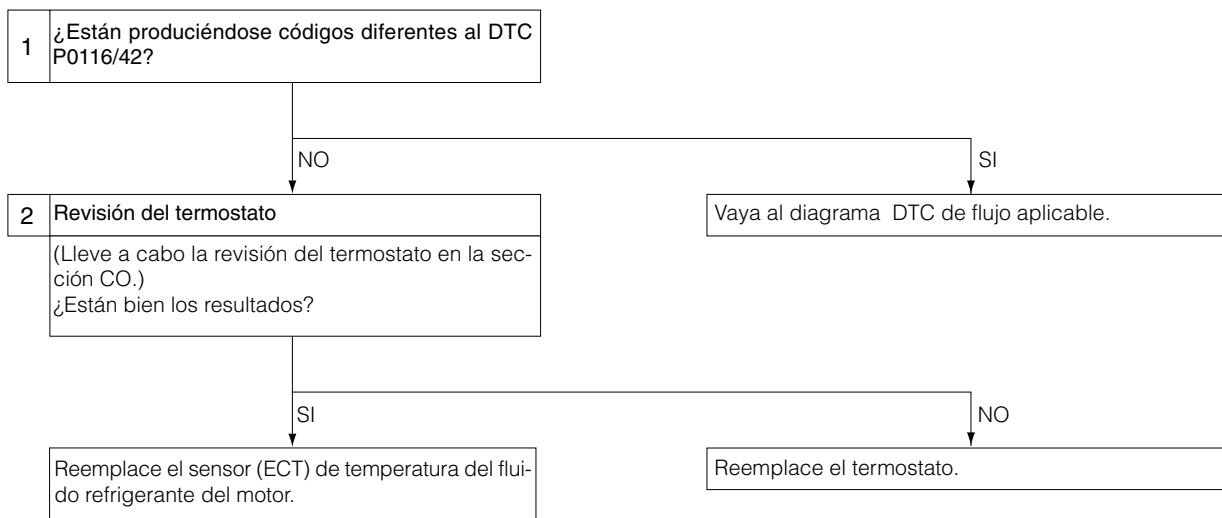 1
¿Están produciéndose códigos diferentes al DTC
P0116/42?
NO
SI
2
Revisión del termostato
(Lleve a cabo la revisión del termostato en la sec-
ción CO.)
¿Están bien los resultados?
Vaya al diagrama DTC de flujo aplicable.
SI
NO
Reemplace el sensor (ECT) de temperatura del flui-
do refrigerante del motor.
Reemplace el termostato.